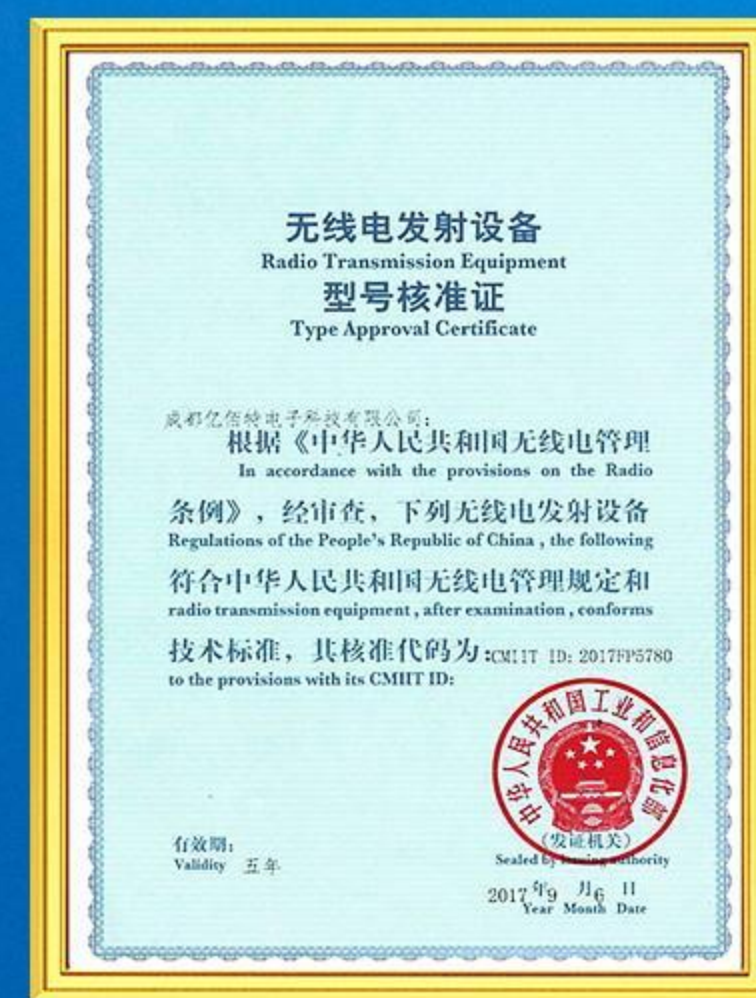 无线电发射设备
Radio Transmission Equipment
型号核准证
Type Approval Certificate
成都亿佰特电子科技有限公司:
根据《中华人民共和国无线电管理
In accordance with the provisions on the Radio
条例》，经审查，下列无线电发射设备
Regulations of the People's Republic of China , the following
符合中华人民共和国无线电管理规定和
radio transmission equipment , after examination , conforms
技术标准，其核准代码为:CMIIT ID: 2017FP5780
to the provisions with its CMIIT ID:
中华人民共和国工业和信息化部
有效期:
Validity 五年
(发证机关)
Sealed by issuing authority
2017 年 9 月 6 日
Year Month Date